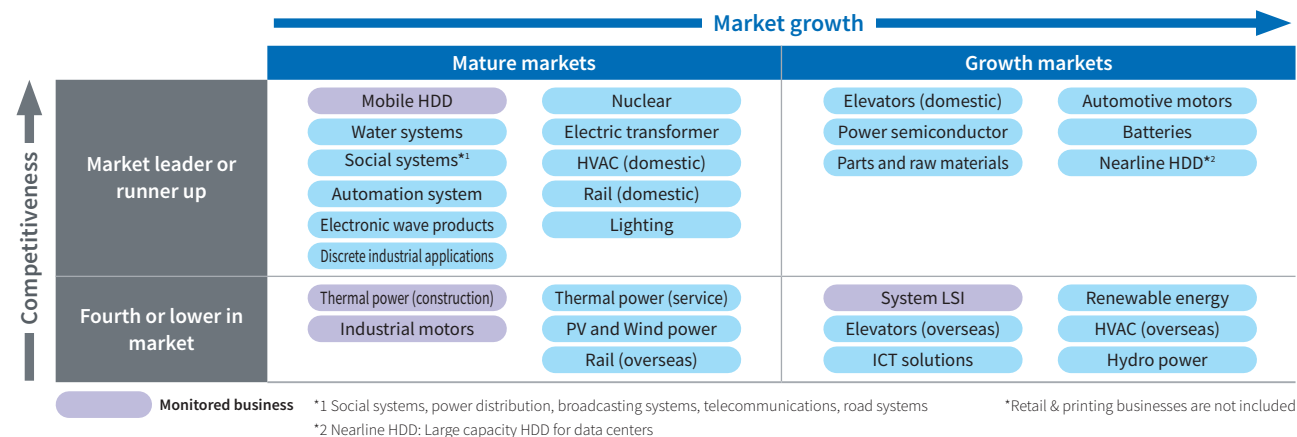 Market growth
Mature markets
Growth markets
Competitiveness
Market leader or
runner up
Mobile HDD
Water systems
Social systems*1
Automation system
Electronic wave products
Discrete industrial applications
Nuclear
Electric transformer
HVAC (domestic)
Rail (domestic)
Lighting
Elevators (domestic)
Power semiconductor
Parts and raw materials
Automotive motors
Batteries
Nearline HDD*2
Fourth or lower in
market
Thermal power (construction)
Industrial motors
Thermal power (service)
PV and Wind power
Rail (overseas)
System LSI
Elevators (overseas)
ICT solutions
Renewable energy
HVAC (overseas)
Hydro power
Monitored business
*1 Social systems, power distribution, broadcasting systems, telecommunications, road systems
*2 Nearline HDD: Large capacity HDD for data centers
*Retail & printing businesses are not included